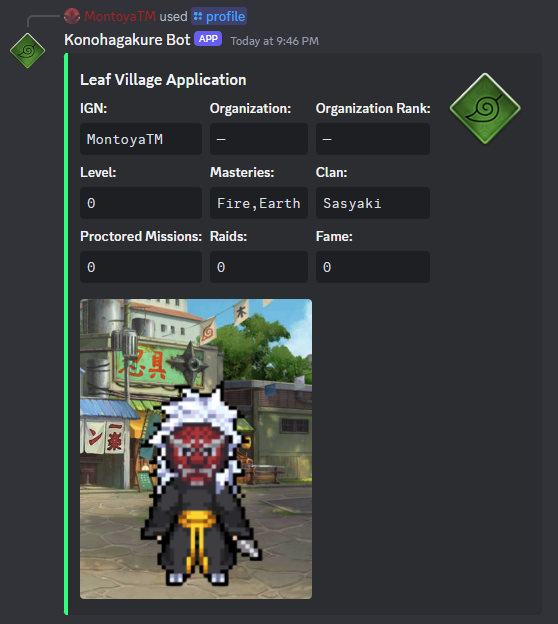 MontoyaTM used profile
Konohagakure Bot APP Today at 9:46 PM
Leaf Village Application
IGN: Organization: Organization Rank:
MontoyaTM — —
Level: Masteries: Clan:
0 Fire,Earth Sasyaki
Proctored Missions: Raids: Fame:
0 0 0
木
忍具
一楽
ン